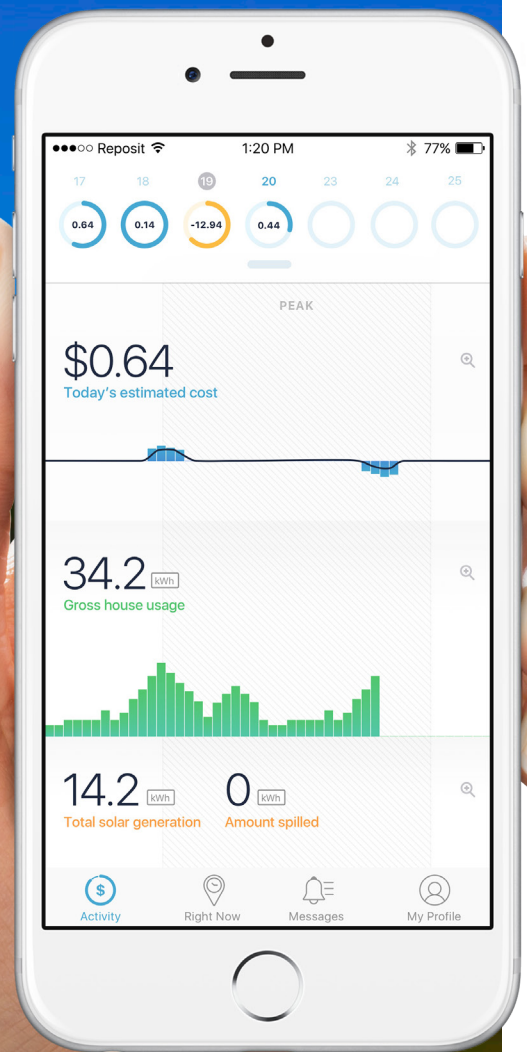 Reposit 1:20 PM 77%
17 18 19 20 23 24 25
0.64 0.14 -12.94 0.44
PEAK
$0.64
Today's estimated cost
34.2 kWh
Gross house usage
14.2 kWh 0 kWh
Total solar generation Amount spilled
$
Activity Right Now Messages My Profile